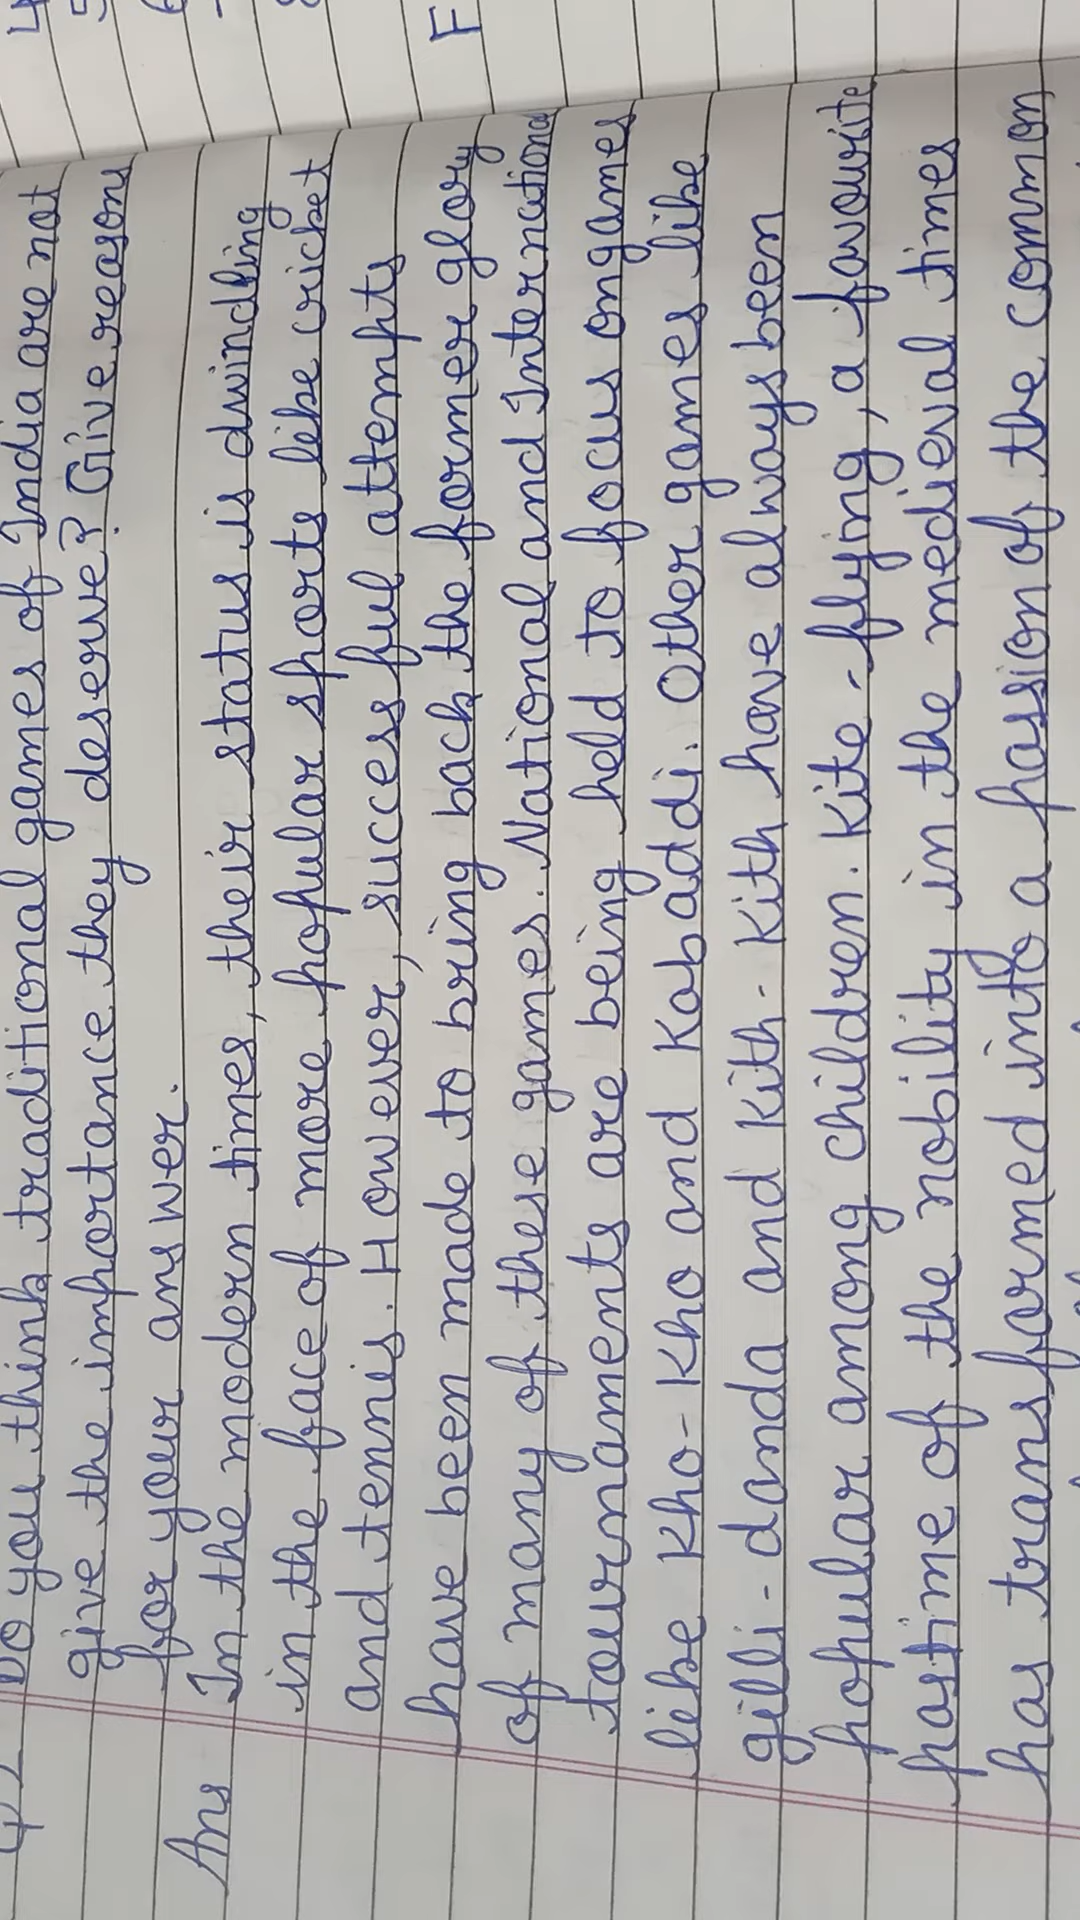 Do you think traditional games of India are not
give the importance they deserve? Give reasons
for your answer.
Ans In the modern times, their status is dwindling
in the face of more popular sports like cricket
and tennis. However, successful attempts
have been made to bring back the former glory
of many of these games. National and International
tournaments are being held to focus on games
like Kho-Kho and Kabaddi. Other games like
gilli-danda and Kith-Kith have always been
popular among children. Kite-flying, a favourite
pastime of the nobility in the medieval times
has transformed into a passion of the common
F